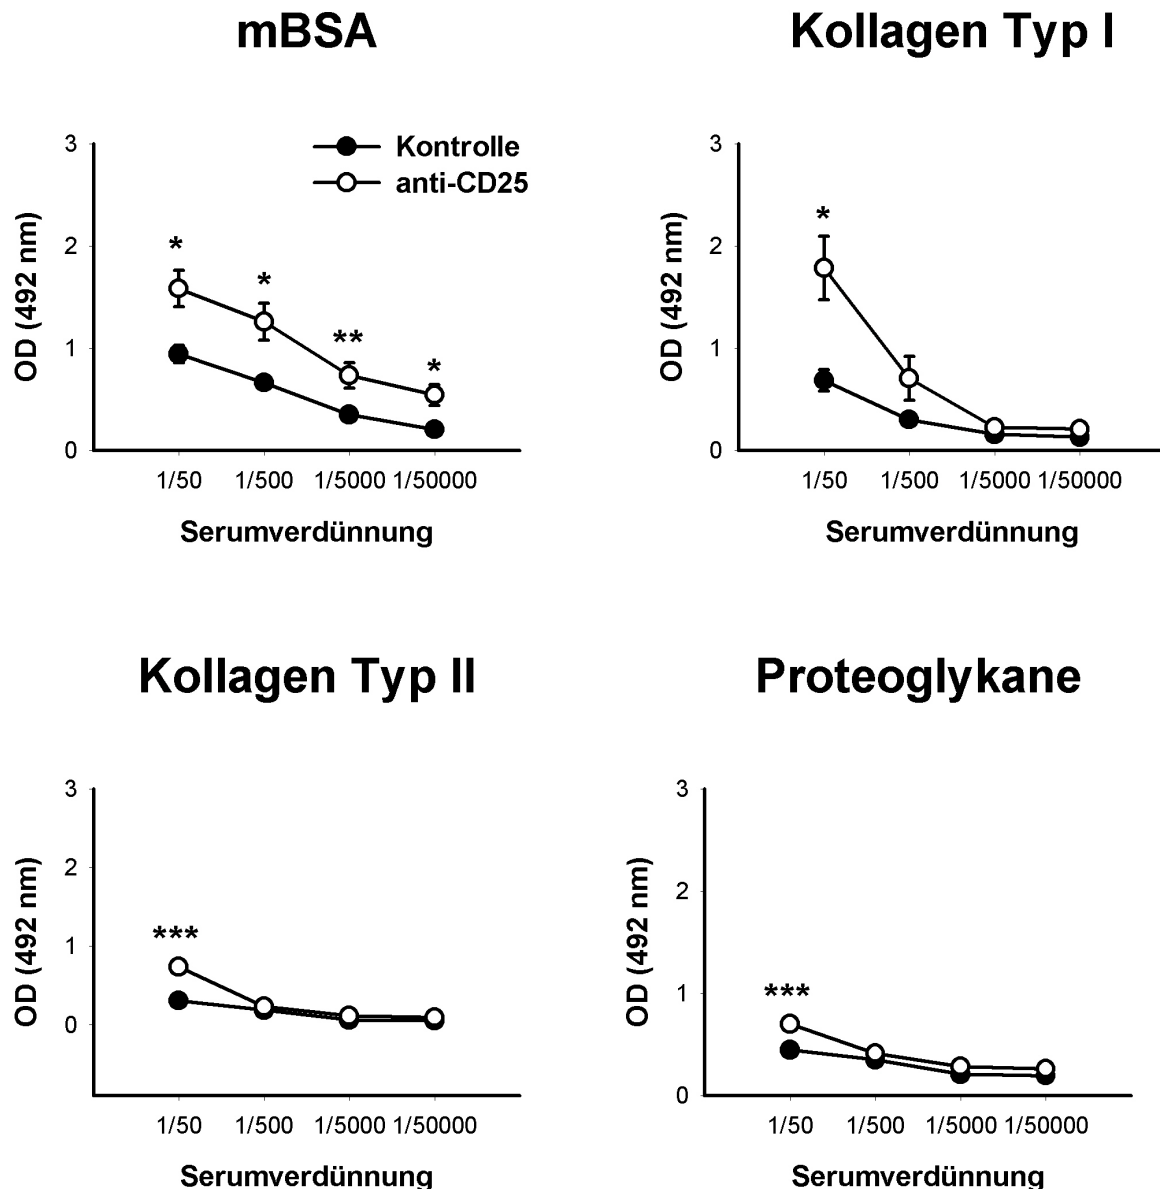 mBSA
3
2
1
0
OD (492 nm)
Kontrolle
anti-CD25
*
*
**
*
1/50 1/500 1/5000 1/50000
Serumverdünnung
Kollagen Typ I
3
2
1
0
OD (492 nm)
*
1/50 1/500 1/5000 1/50000
Serumverdünnung
Kollagen Typ II
3
2
1
0
OD (492 nm)
***
1/50 1/500 1/5000 1/50000
Serumverdünnung
Proteoglykane
3
2
1
0
OD (492 nm)
***
1/50 1/500 1/5000 1/50000
Serumverdünnung